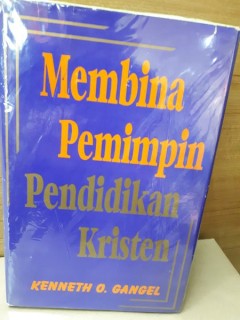 Membina
Pemimpin
Pendidikan
Kristen
KENNETH O. GANGEL